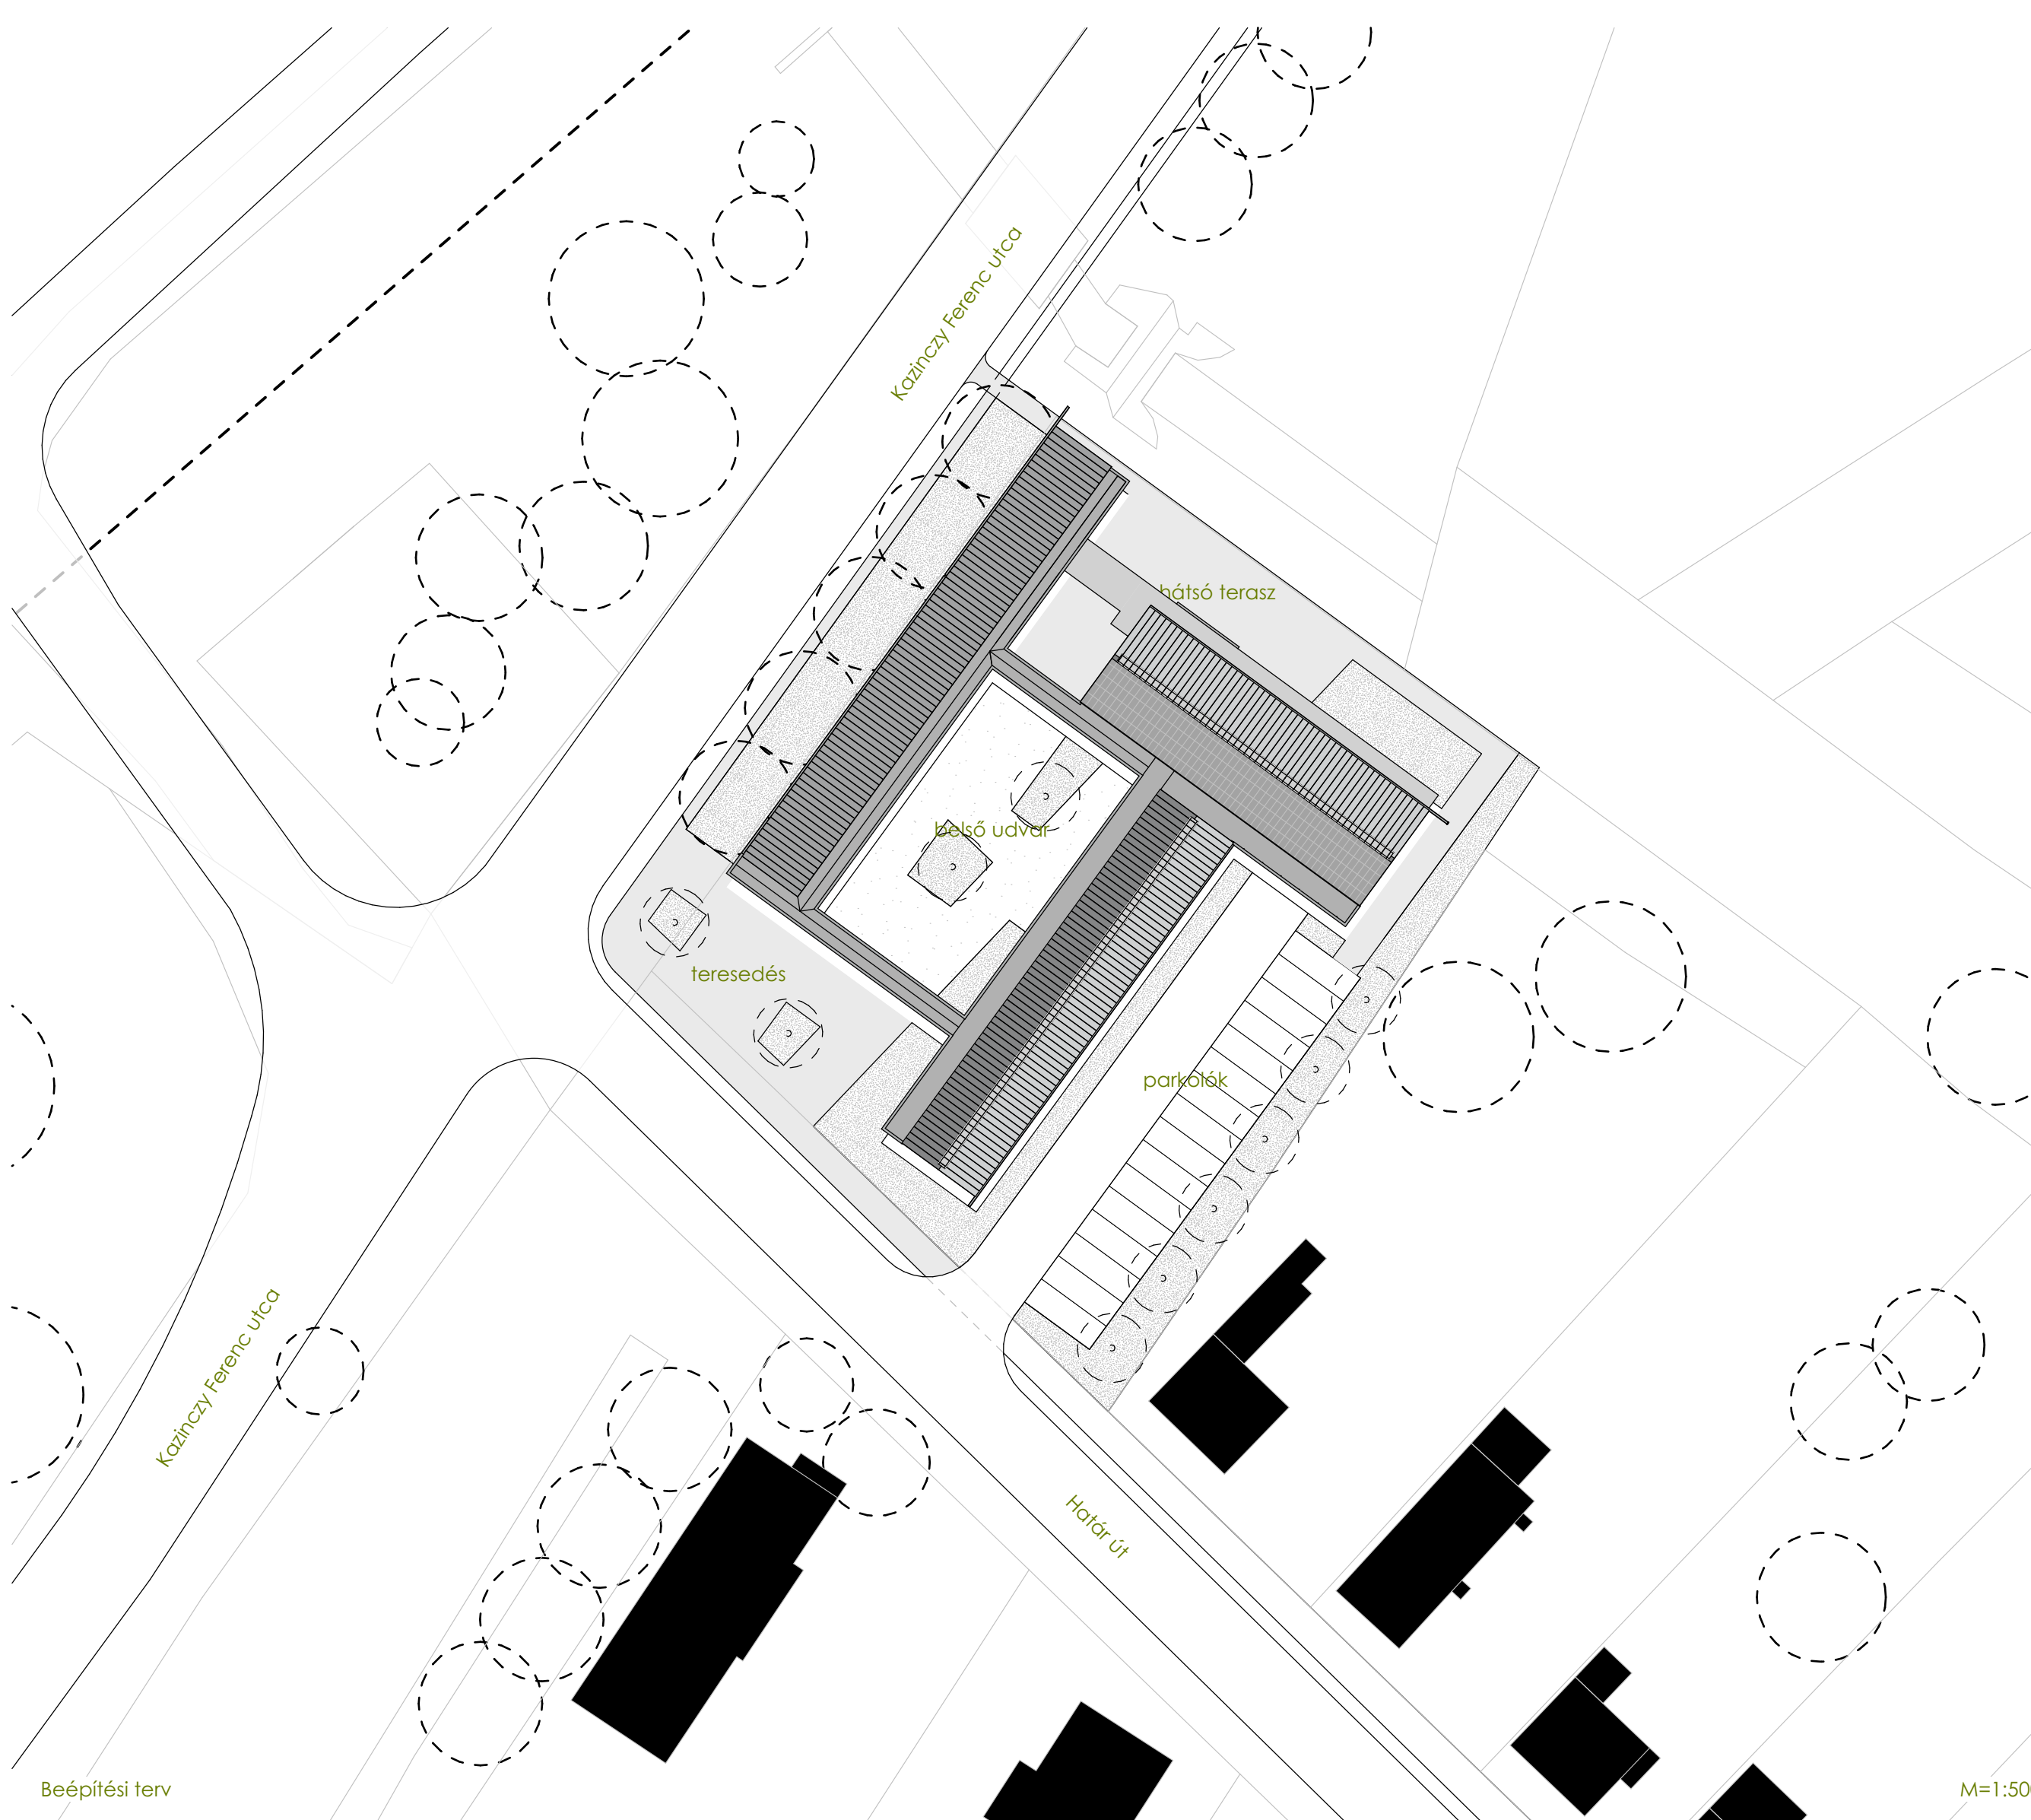 Kazinczy Ferenc utca
hátsó terasz
belső udvar
teresedés
parkolók
Kazinczy Ferenc utca
Határ út
Beépítési terv
M=1:50